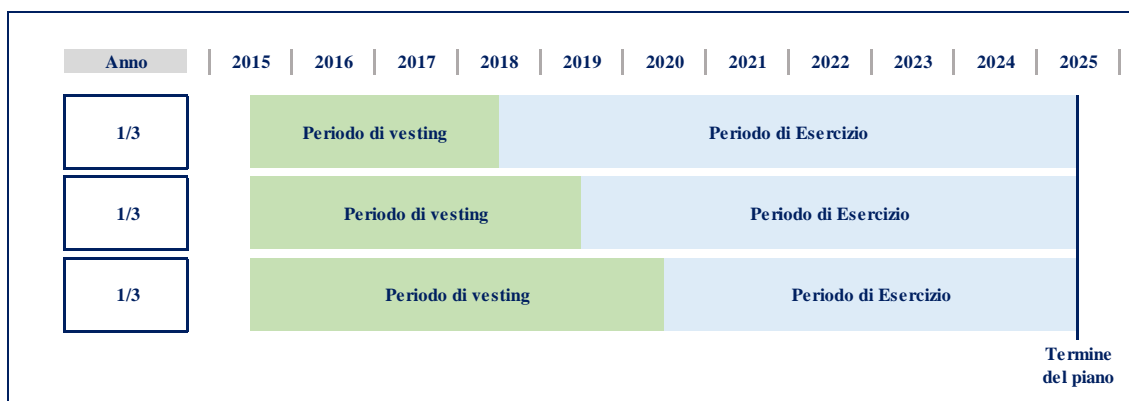 Anno 2015 2016 2017 2018 2019 2020 2021 2022 2023 2024 2025
1/3 Periodo di vesting Periodo di Esercizio
1/3 Periodo di vesting Periodo di Esercizio
1/3 Periodo di vesting Periodo di Esercizio
Termine
del piano